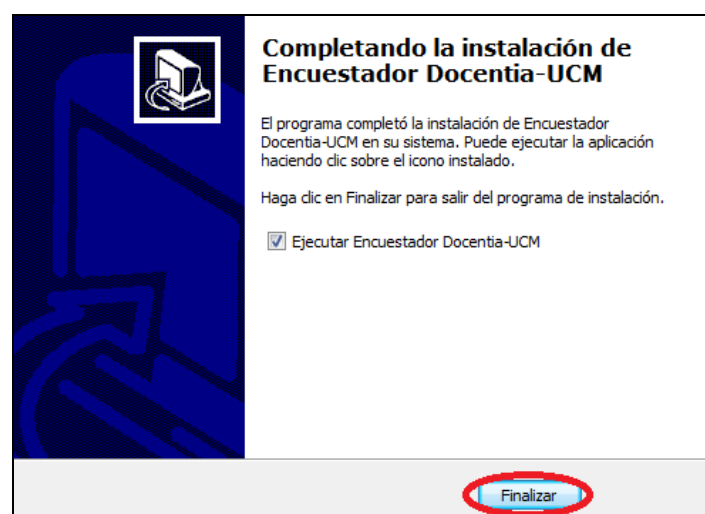 Completando la instalación de
Encuestador Docentia-UCM
El programa completó la instalación de Encuestador
Docentia-UCM en su sistema. Puede ejecutar la aplicación
haciendo clic sobre el icono instalado.
Haga clic en Finalizar para salir del programa de instalación.
Ejecutar Encuestador Docentia-UCM
Finalizar